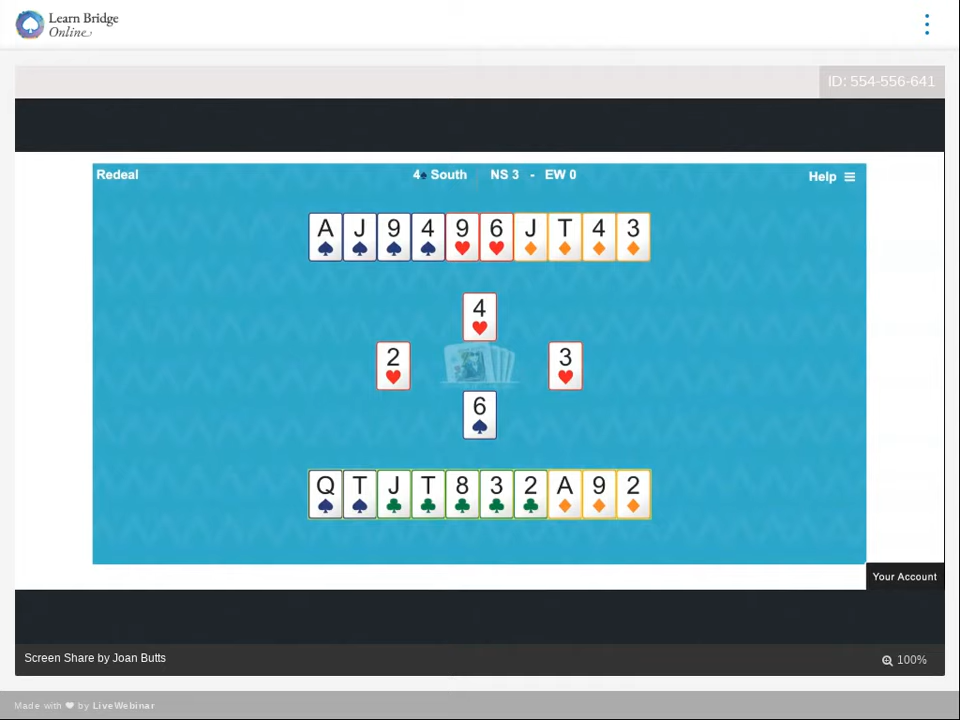 Learn Bridge
Online
ID: 554-556-641
Redeal 4♠ South NS 3 - EW 0 Help
A J 9 4 9 6 J T 4 3
4
2 3
6
Q T J T 8 3 2 A 9 2
Your Account
Screen Share by Joan Butts 100%
Made with ❤ by LiveWebinar